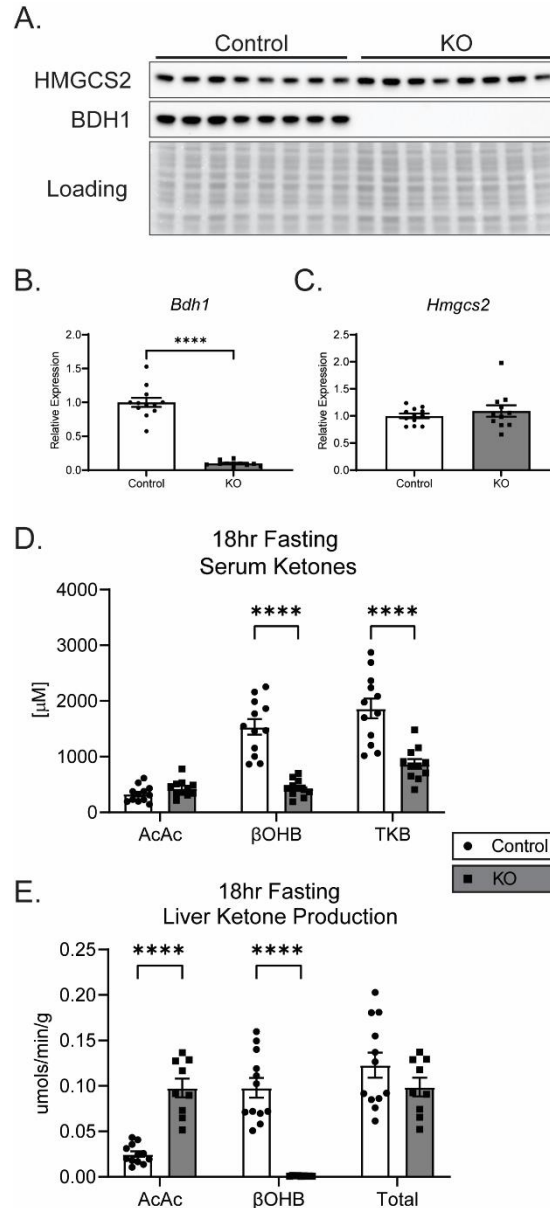 A.
Control KO
HMGCS2
BDH1
Loading
B.
Bdh1
Relative Expression
2.0
1.5
1.0
0.5
0.0
****
Control KO
C.
Hmgcs2
Relative Expression
2.5
2.0
1.5
1.0
0.5
0.0
Control KO
D.
18hr Fasting
Serum Ketones
[µM]
4000
3000
2000
1000
0
**** ****
AcAc βOHB TKB
Control
KO
E.
18hr Fasting
Liver Ketone Production
umols/min/g
0.25
0.20
0.15
0.10
0.05
0.00
**** ****
AcAc βOHB Total